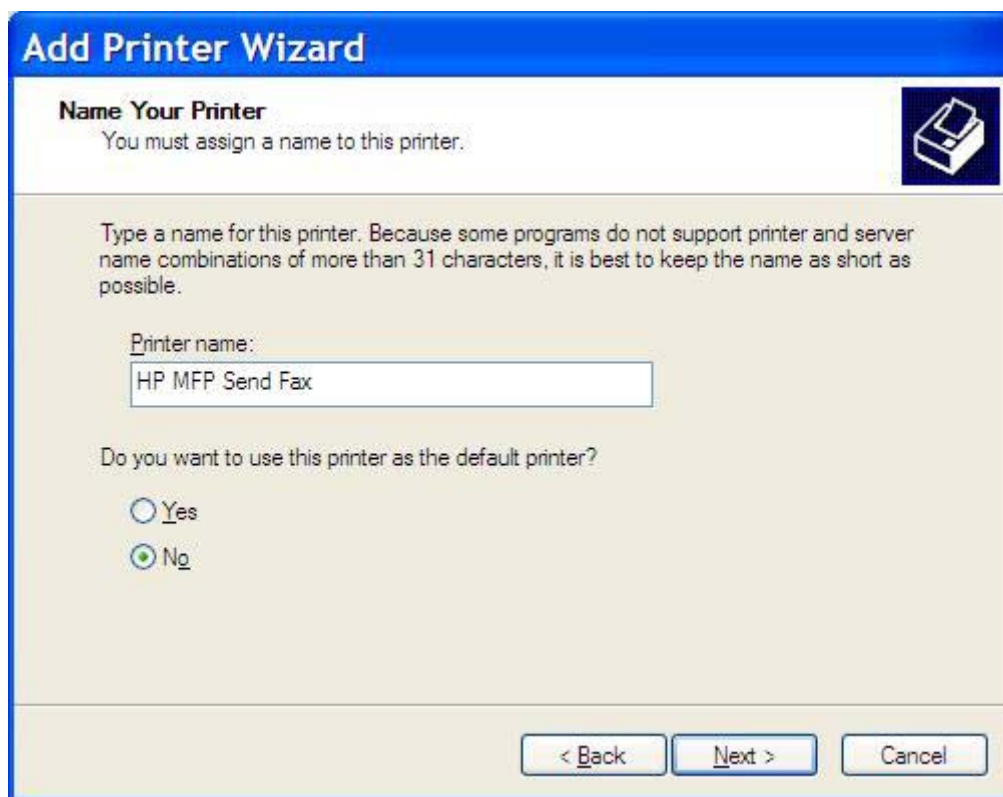 Add Printer Wizard
Name Your Printer
You must assign a name to this printer.
Type a name for this printer. Because some programs do not support printer and server
name combinations of more than 31 characters, it is best to keep the name as short as
possible.
Printer name:
HP MFP Send Fax
Do you want to use this printer as the default printer?
Yes
No
< Back Next > Cancel